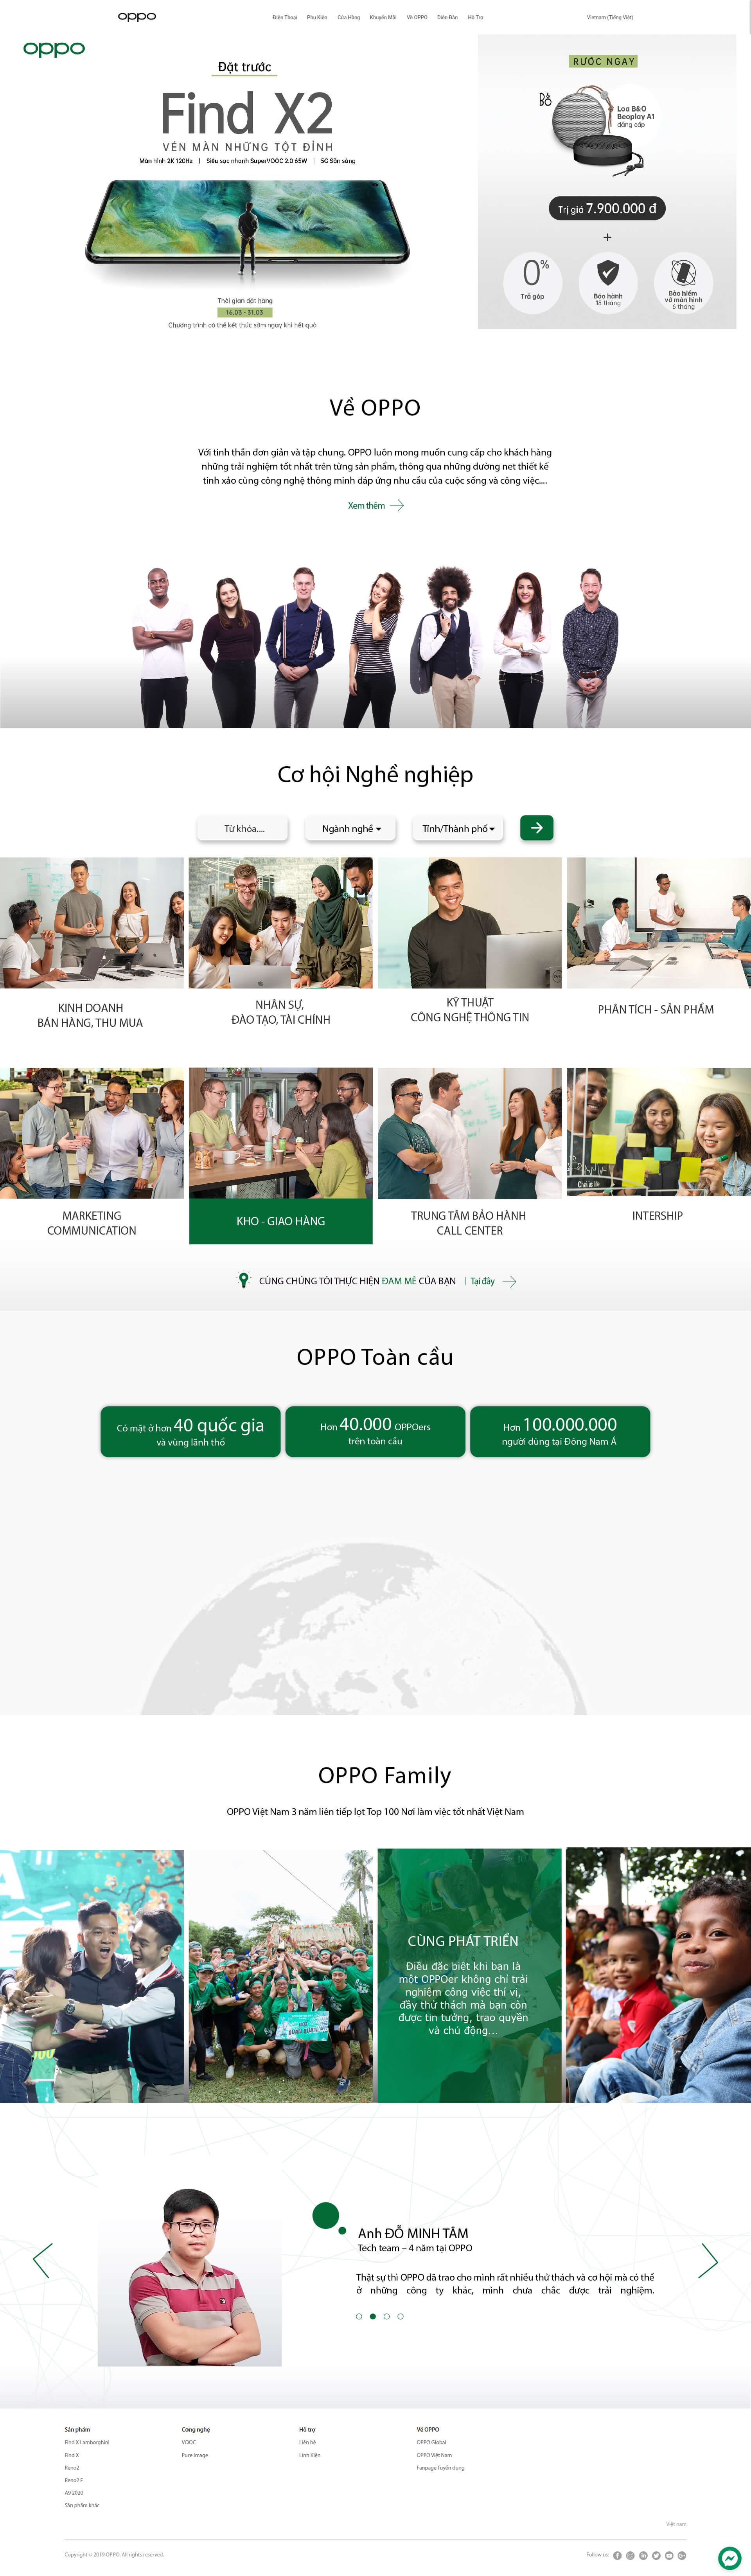 oppo
Điện Thoại Phụ Kiện Cửa Hàng Khuyến Mãi Về OPPO Diễn Đàn Hỗ Trợ
Vietnam (Tiếng Việt)
oppo
Đặt trước
Find X2
VÉN MÀN NHỮNG TỘT ĐỈNH
Màn hình 2K 120Hz | Siêu sạc nhanh SuperVOOC 2.0 65W | 5G Sẵn sàng
Thời gian đặt hàng
16.03 - 31.03
Chương trình có thể kết thúc sớm ngay khi hết quà
RƯỚC NGAY
B&O
Loa B&O
Beoplay A1
đẳng cấp
Trị giá 7.900.000 đ
+
0%
Trả góp
Bảo hành
18 tháng
Bảo hiểm
vỡ màn hình
6 tháng
Về OPPO
Với tinh thần đơn giản và tập chung. OPPO luôn mong muốn cung cấp cho khách hàng
những trải nghiệm tốt nhất trên từng sản phẩm, thông qua những đường net thiết kế
tinh xảo cùng công nghệ thông minh đáp ứng nhu cầu của cuộc sống và công việc....
Xem thêm
Cơ hội Nghề nghiệp
Từ khóa....
Ngành nghề
Tỉnh/Thành phố
KINH DOANH
BÁN HÀNG, THU MUA
NHÂN SỰ,
ĐÀO TẠO, TÀI CHÍNH
KỸ THUẬT
CÔNG NGHỆ THÔNG TIN
PHÂN TÍCH - SẢN PHẨM
MARKETING
COMMUNICATION
KHO - GIAO HÀNG
TRUNG TÂM BẢO HÀNH
CALL CENTER
INTERSHIP
CÙNG CHÚNG TÔI THỰC HIỆN ĐAM MÊ CỦA BẠN | Tại đây
OPPO Toàn cầu
Có mặt ở hơn 40 quốc gia
và vùng lãnh thổ
Hơn 40.000 OPPOers
trên toàn cầu
Hơn 100.000.000
người dùng tại Đông Nam Á
OPPO Family
OPPO Việt Nam 3 năm liên tiếp lọt Top 100 Nơi làm việc tốt nhất Việt Nam
CÙNG PHÁT TRIỂN
Điều đặc biệt khi bạn là
một OPPOer không chỉ trải
nghiệm công việc thí vị,
đầy thử thách mà bạn còn
được tin tưởng, trao quyền
và chủ động...
Anh ĐỖ MINH TÂM
Tech team – 4 năm tại OPPO
Thật sự thì OPPO đã trao cho mình rất nhiều thử thách và cơ hội mà có thể
ở những công ty khác, mình chưa chắc được trải nghiệm.
Sản phẩm
Find X Lamborghini
Find X
Reno2
Reno2 F
A9 2020
Sản phẩm khác
Công nghệ
VOOC
Pure Image
Hỗ trợ
Liên hệ
Linh Kiện
Về OPPO
OPPO Global
OPPO Việt Nam
Fanpage Tuyển dụng
Việt nam
Copyright © 2019 OPPO. All rights reserved.
Follow us: